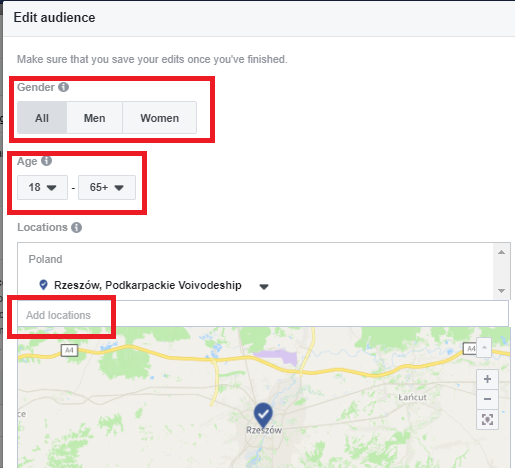 Edit audience
Make sure that you save your edits once you've finished.
Gender
All Men Women
Age
18 - 65+
Locations
Poland
Rzeszów, Podkarpackie Voivodeship
Add locations
A4 A4
+
Łańcut
−
Rzeszów